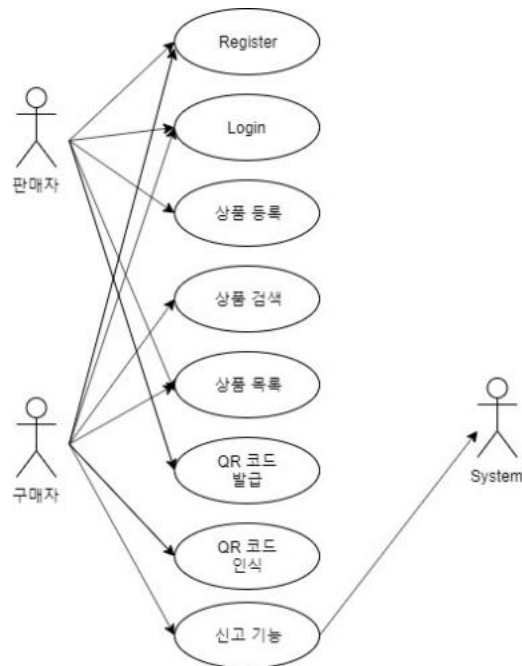 Register
Login
판매자
상품 등록
상품 검색
상품 목록
구매자
System
QR 코드
발급
QR 코드
인식
신고 기능